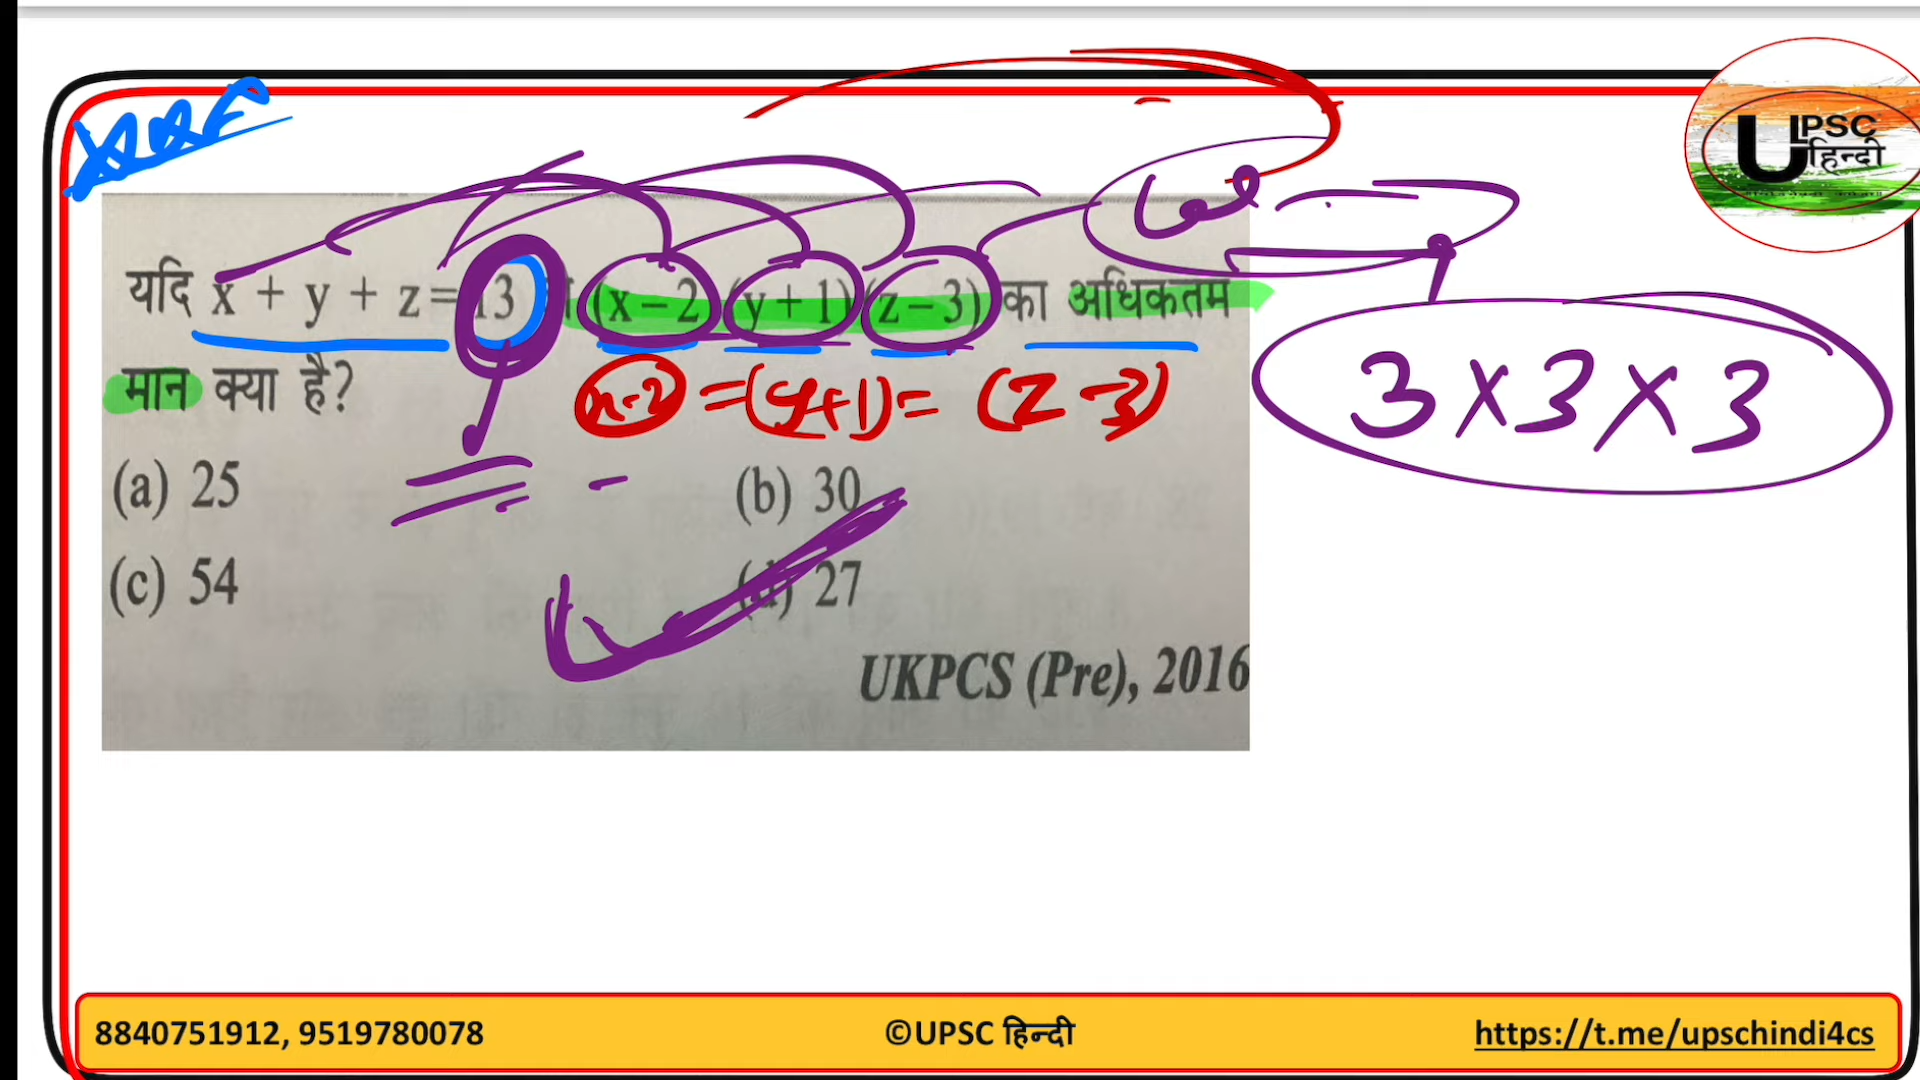 UPSC
हिन्दी
यदि x + y + z = 13 (x – 2) (y + 1) (z – 3) का अधिकतम
मान क्या है?
(x-2) = (y+1) = (z-3)
3 × 3 × 3
(a) 25
(b) 30
(c) 54
(d) 27
UKPCS (Pre), 2016
8840751912, 9519780078
©UPSC हिन्दी
https://t.me/upschindi4cs